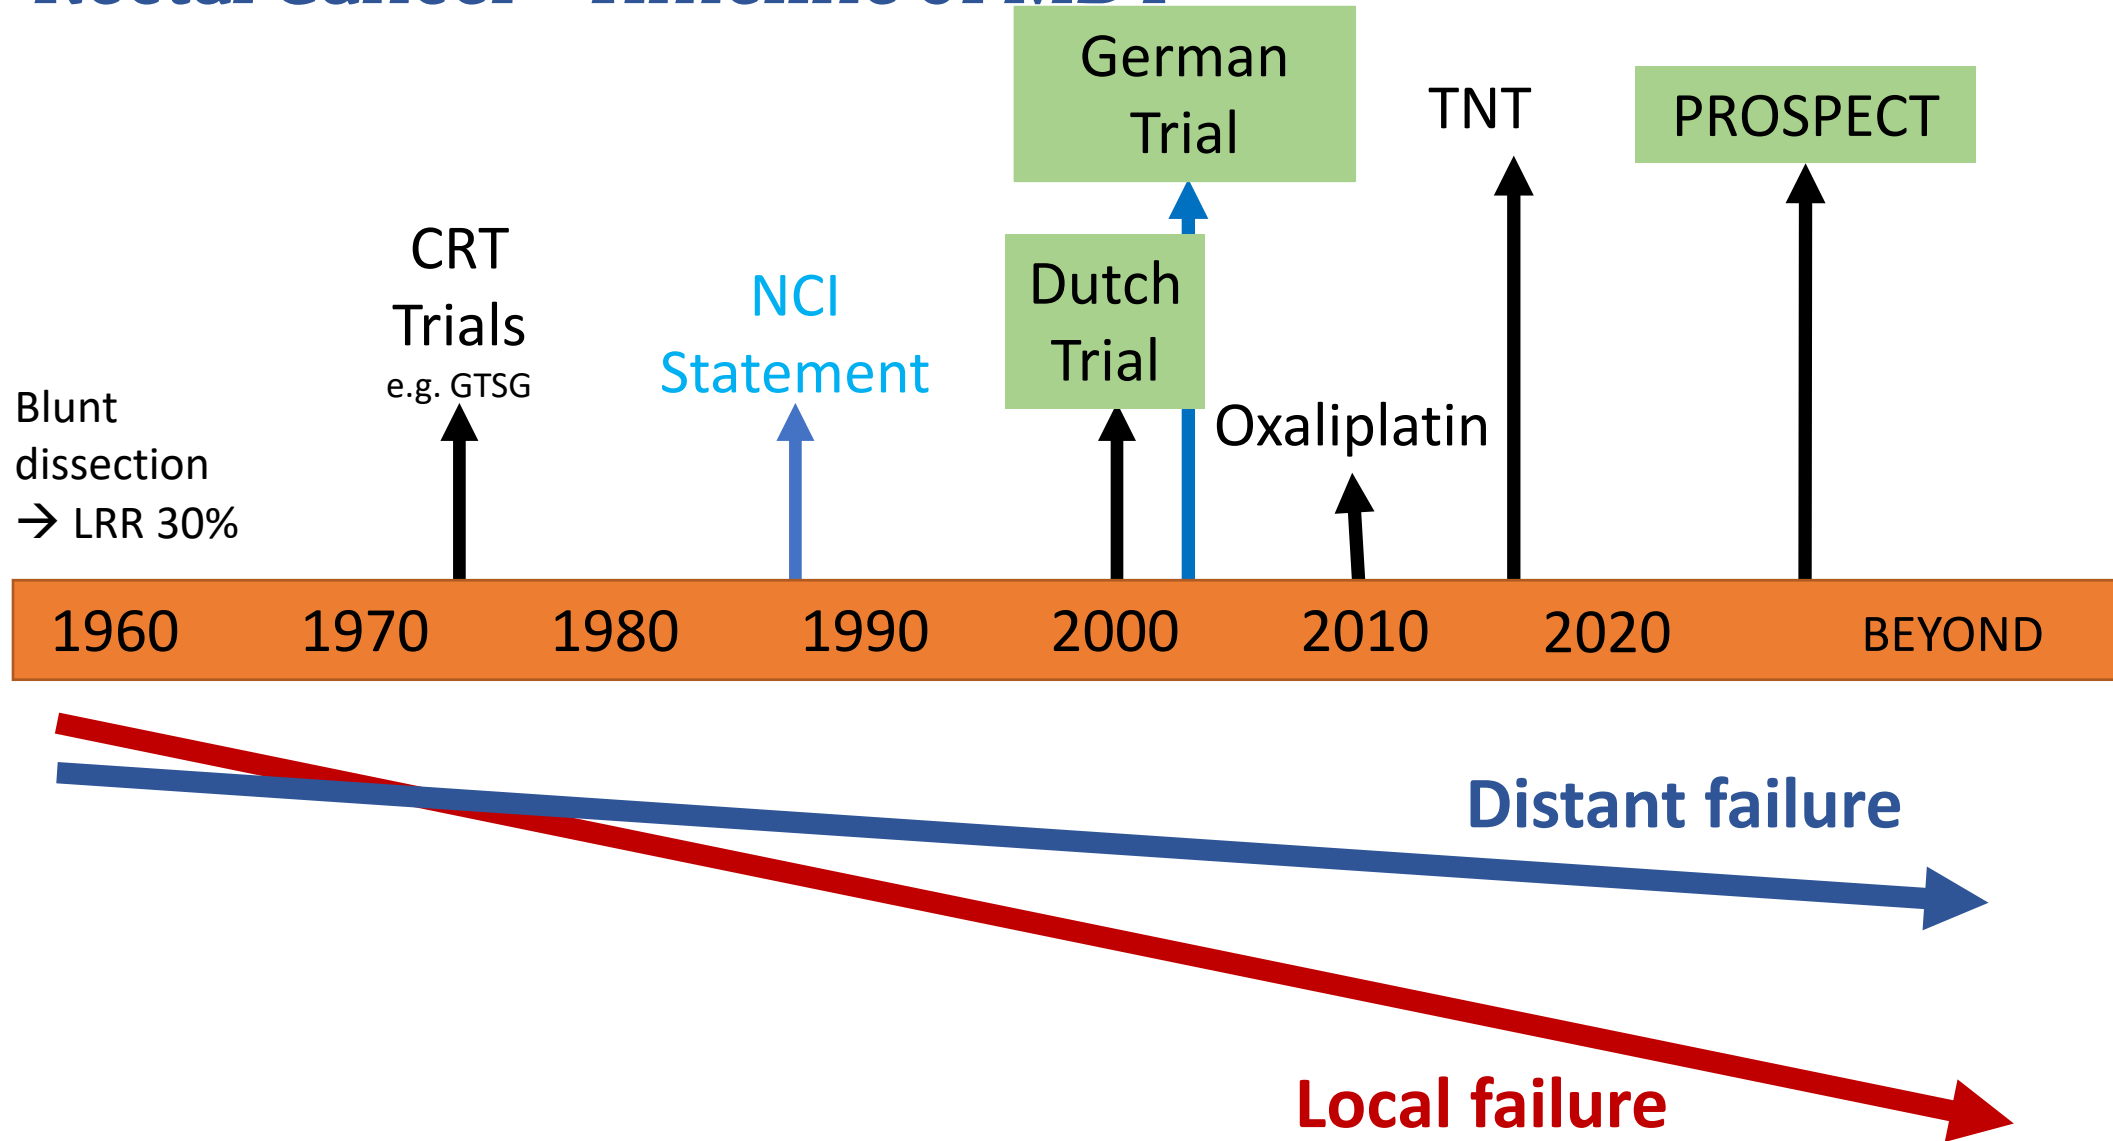 German
Trial
TNT
PROSPECT
CRT
Trials
e.g. GTSG
NCI
Statement
Dutch
Trial
Oxaliplatin
Blunt
dissection
→ LRR 30%
1960 1970 1980 1990 2000 2010 2020 BEYOND
Distant failure
Local failure